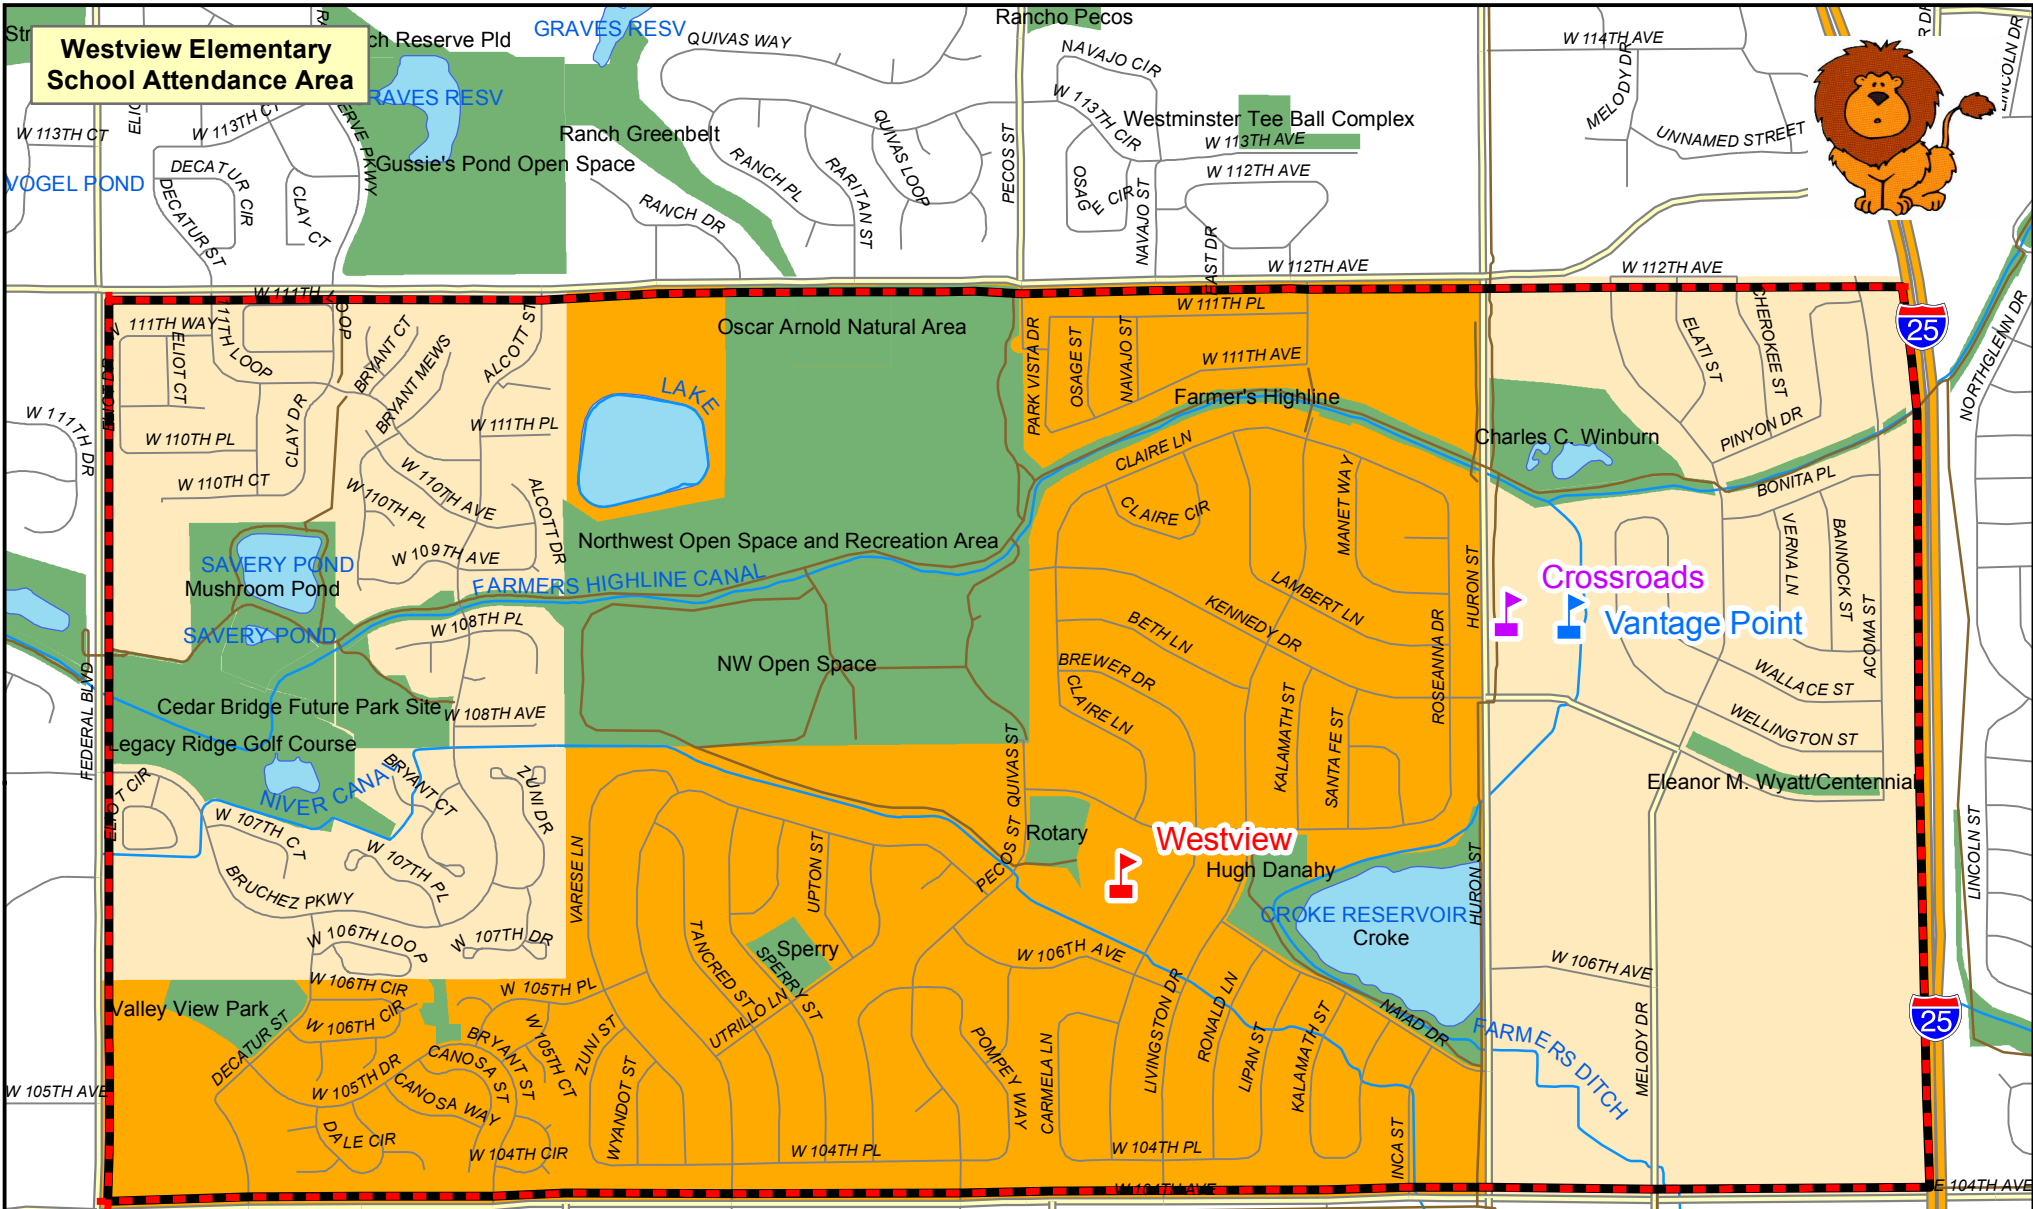 Westview Elementary
School Attendance Area
GRAVES RESV
Rancho Pecos
ch Reserve Pld
QUIVAS WAY
NAVAJO CIR
W 114TH AVE
MELODY DR
LINCOLN DR
GRAVES RESV
W 113TH CT
W 113TH CT
Ranch Greenbelt
QUIVAS LOOP
PECOS ST
W 113TH CIR
Westminster Tee Ball Complex
W 113TH AVE
UNNAMED STREET
VOGEL POND
DECATUR CIR
DECATUR ST
CLAY CT
Gussie's Pond Open Space
RANCH PL
RARITAN ST
RANCH DR
OSAG
E CIR
NAVAJO ST
W 112TH AVE
EAST DR
W 112TH AVE
W 112TH AVE
W 111TH
LOOP
W 111TH PL
25
111TH WAY
ELIOT CT
111TH LOOP
BRYANT CT
BRYANT MEWS
ALCOTT ST
Oscar Arnold Natural Area
PARK VISTA DR
OSAGE ST
NAVAJO ST
W 111TH AVE
ELATI ST
CHEROKEE ST
NORTHGLENN DR
LAKE
Farmer's Highline
W 111TH DR
W 110TH PL
CLAY DR
W 111TH PL
CLAIRE LN
Charles C. Winburn
PINYON DR
W 110TH CT
W 110TH PL
W 110TH AVE
ALCOTT DR
CLAIRE CIR
MANET WAY
BONITA PL
VERNA LN
BANNOCK ST
SAVERY POND
Mushroom Pond
W 109TH AVE
Northwest Open Space and Recreation Area
FARMERS HIGHLINE CANAL
HURON ST
Crossroads
Vantage Point
ACOMA ST
SAVERY POND
W 108TH PL
LAMBERT LN
KENNEDY DR
BETH LN
NW Open Space
BREWER DR
ROSEANNA DR
WALLACE ST
FEDERAL BLVD
Cedar Bridge Future Park Site
W 108TH AVE
CLAIRE LN
KALAMATH ST
SANTA FE ST
WELLINGTON ST
Legacy Ridge Golf Course
QUIVAS ST
Eleanor M. Wyatt/Centennial
NIVER CANAL
BRYANT CT
ZUNI DR
W 107TH CT
W 107TH PL
VARESE LN
UPTON ST
PECOS ST
Rotary
Westview
Hugh Danahy
HURON ST
LINCOLN ST
BRUCHEZ PKWY
CROKE RESERVOIR
Croke
W 106TH LOOP
W 107TH DR
TANCRED ST
Sperry
SPERRY ST
W 106TH AVE
W 106TH AVE
W 106TH CIR
W 105TH PL
Valley View Park
W 106TH CIR
DECATUR ST
UTRILLO LN
LIVINGSTON DR
RONALD LN
NAIAD DR
FARMERS DITCH
25
BRYANT ST
W 105TH CT
ZUNI ST
POMPEY WAY
CARMELA LN
LIPAN ST
KALAMATH ST
MELODY DR
W 105TH AVE
W 105TH DR
CANOSA ST
CANOSA WAY
WYANDOT ST
DALE CIR
W 104TH CIR
W 104TH PL
W 104TH PL
INCA ST
W 104TH AVE
E 104TH AVE